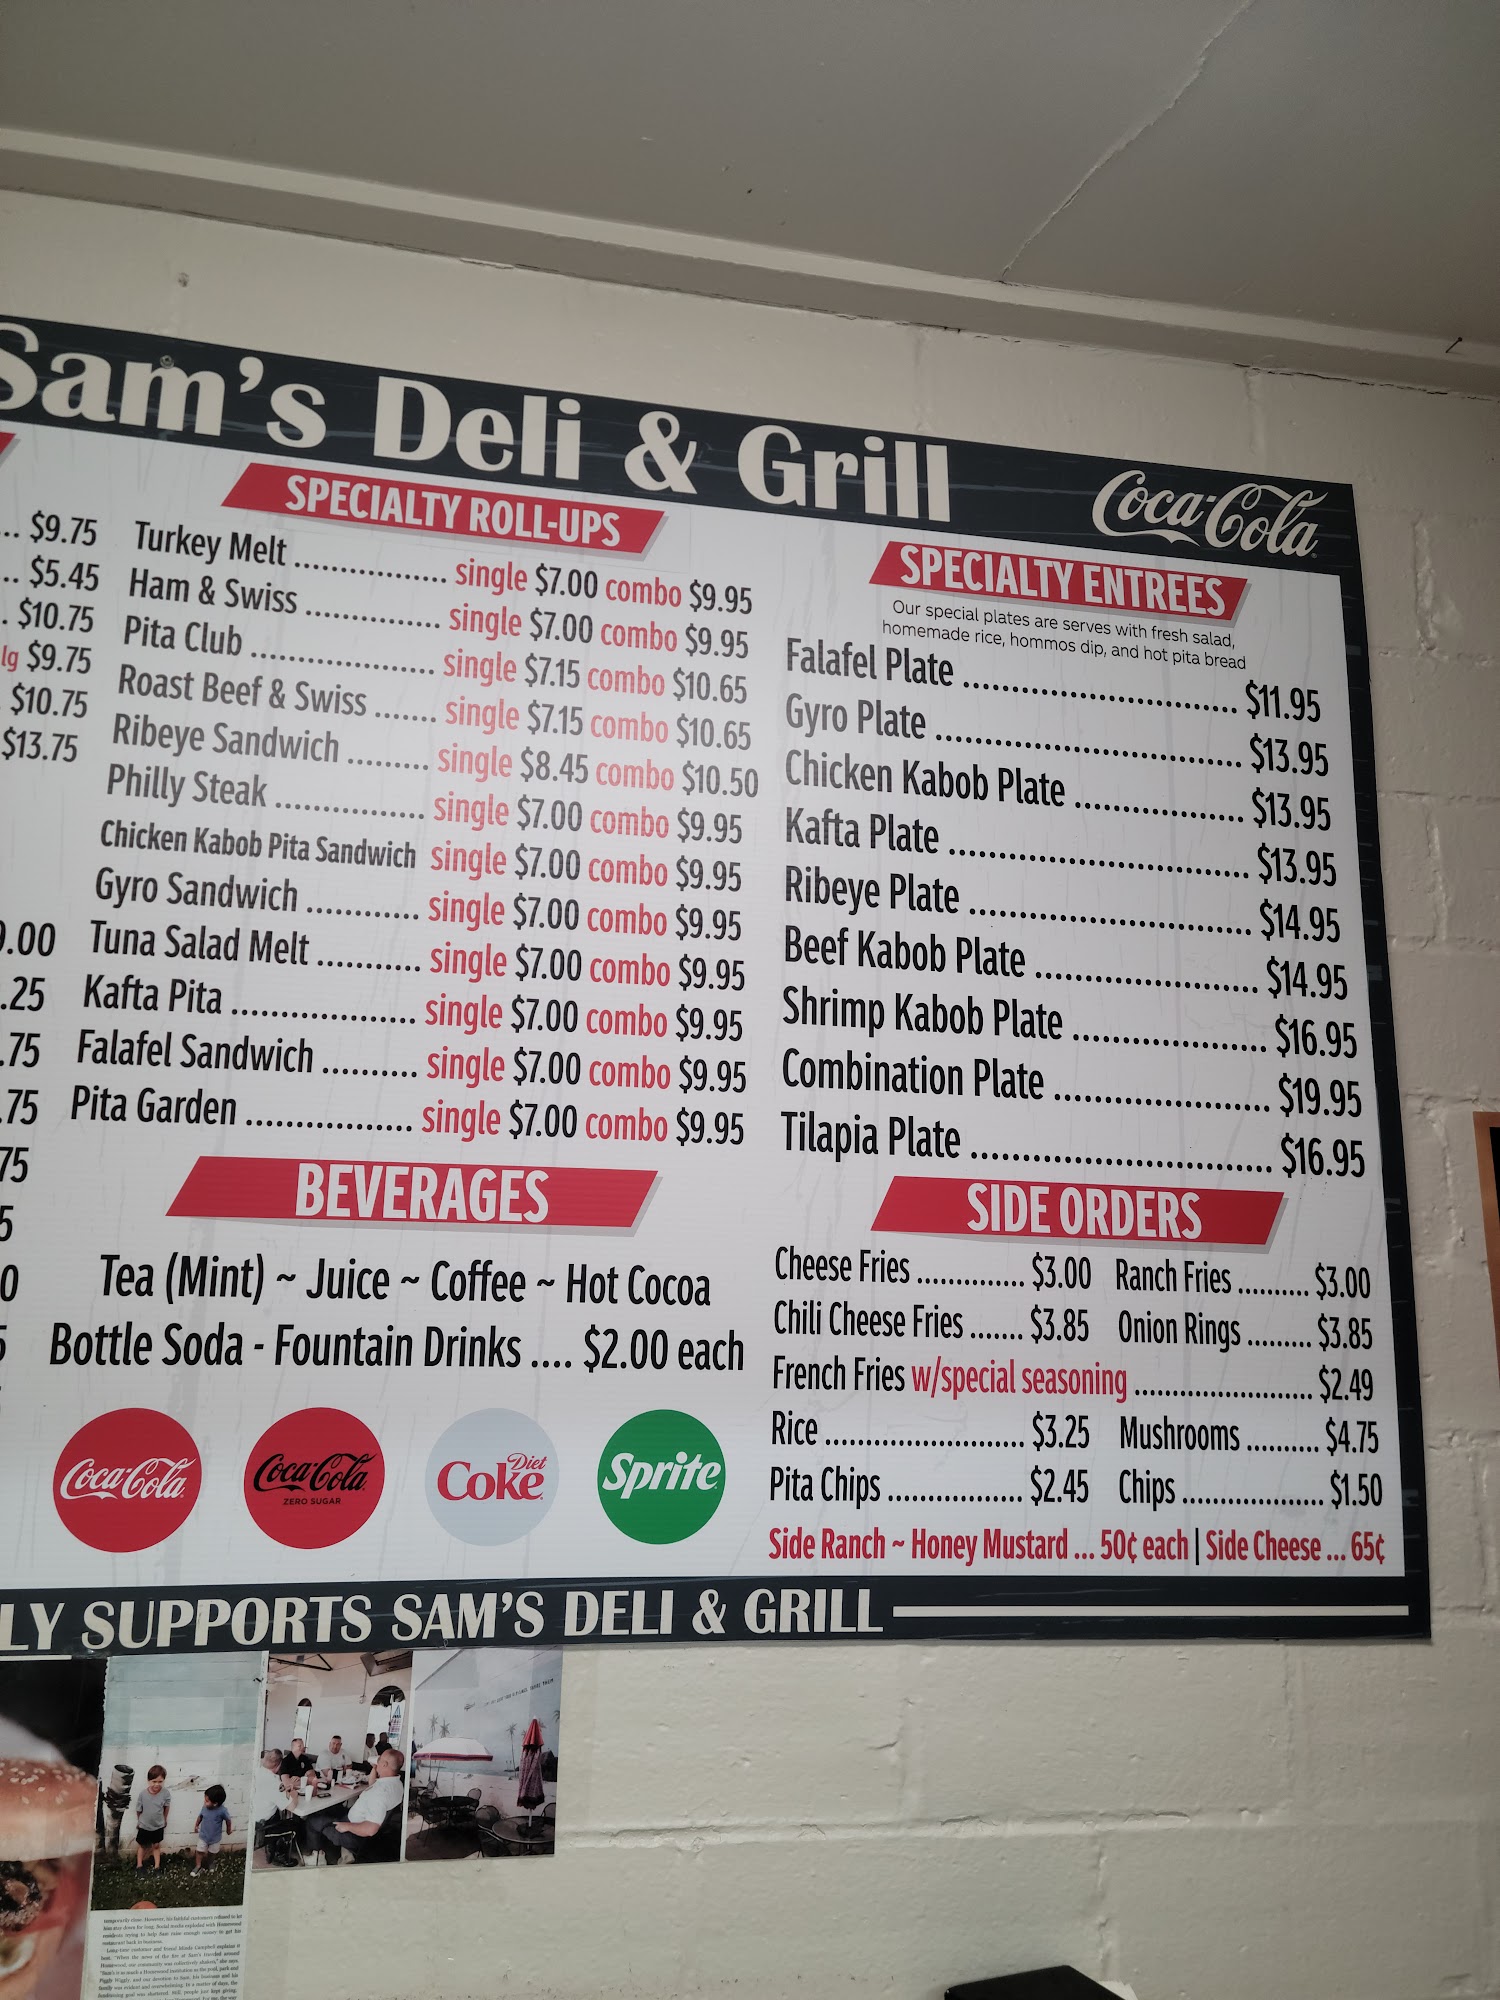 Sam's Deli & Grill
Coca-Cola
... $9.75
.. $5.45
. $10.75
lg $9.75
. $10.75
$13.75
.00
.25
.75
.75
75
SPECIALTY ROLL-UPS
Turkey Melt .................. single $7.00 combo $9.95
Ham & Swiss ................ single $7.00 combo $9.95
Pita Club ...................... single $7.15 combo $10.65
Roast Beef & Swiss ....... single $7.15 combo $10.65
Ribeye Sandwich ......... single $8.45 combo $10.50
Philly Steak ................. single $7.00 combo $9.95
Chicken Kabob Pita Sandwich single $7.00 combo $9.95
Gyro Sandwich ............ single $7.00 combo $9.95
Tuna Salad Melt ........... single $7.00 combo $9.95
Kafta Pita ................... single $7.00 combo $9.95
Falafel Sandwich .......... single $7.00 combo $9.95
Pita Garden ................. single $7.00 combo $9.95
BEVERAGES
Tea (Mint) ~ Juice ~ Coffee ~ Hot Cocoa
Bottle Soda - Fountain Drinks .... $2.00 each
Coca-Cola
Coca-Cola
ZERO SUGAR
Diet
Coke
Sprite
SPECIALTY ENTREES
Our special plates are serves with fresh salad,
homemade rice, hommos dip, and hot pita bread
Falafel Plate ............................ $11.95
Gyro Plate ............................... $13.95
Chicken Kabob Plate ................. $13.95
Kafta Plate .............................. $13.95
Ribeye Plate ............................ $14.95
Beef Kabob Plate ...................... $14.95
Shrimp Kabob Plate ................... $16.95
Combination Plate ..................... $19.95
Tilapia Plate .............................. $16.95
SIDE ORDERS
Cheese Fries .............. $3.00 Ranch Fries .......... $3.00
Chili Cheese Fries ....... $3.85 Onion Rings ......... $3.85
French Fries w/special seasoning ....................... $2.49
Rice .......................... $3.25 Mushrooms .......... $4.75
Pita Chips .................. $2.45 Chips .................... $1.50
Side Ranch ~ Honey Mustard ... 50¢ each | Side Cheese ... 65¢
LY SUPPORTS SAM'S DELI & GRILL